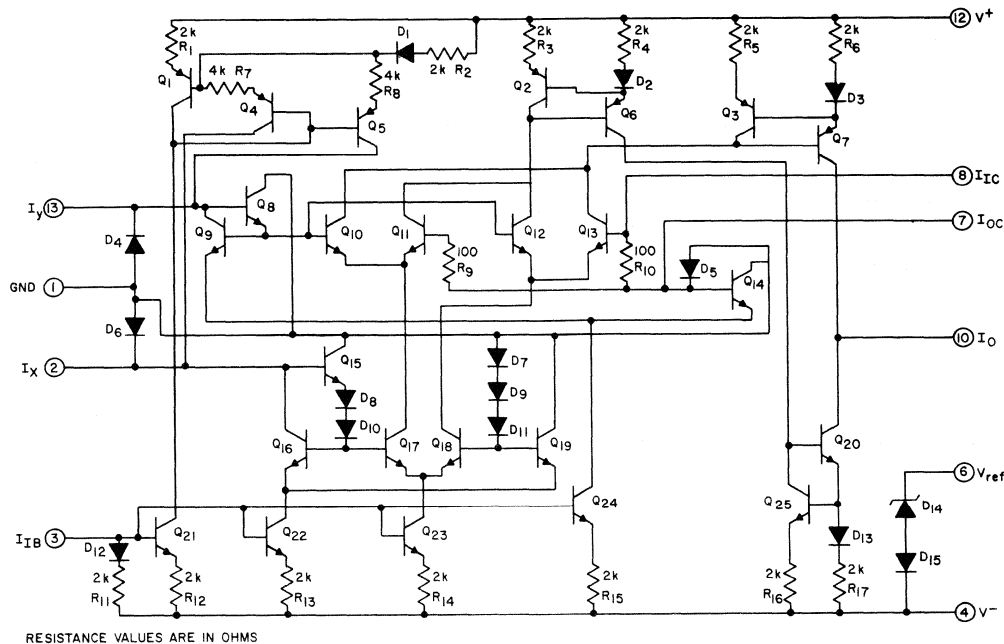 12 V+
2k R1
D1
2k R2
2k R3
2k R4
2k R5
2k R6
Q1
4k R7
4k R8
Q4
Q5
Q2
D2
Q6
Q3
D3
Q7
8 IIC
Iy 13
Q8
Q9
Q10
Q11
Q12
Q13
7 IOC
D4
100 R9
100 R10
D5
Q14
GND 1
D6
10 IO
Ix 2
Q15
D7
D8
D9
D10
D11
Q16
Q17
Q18
Q19
Q20
6 Vref
Q24
Q25
D14
IIB 3
D12
Q21
Q22
Q23
D13
D15
2k R11
2k R12
2k R13
2k R14
2k R15
2k R16
2k R17
4 V-
RESISTANCE VALUES ARE IN OHMS